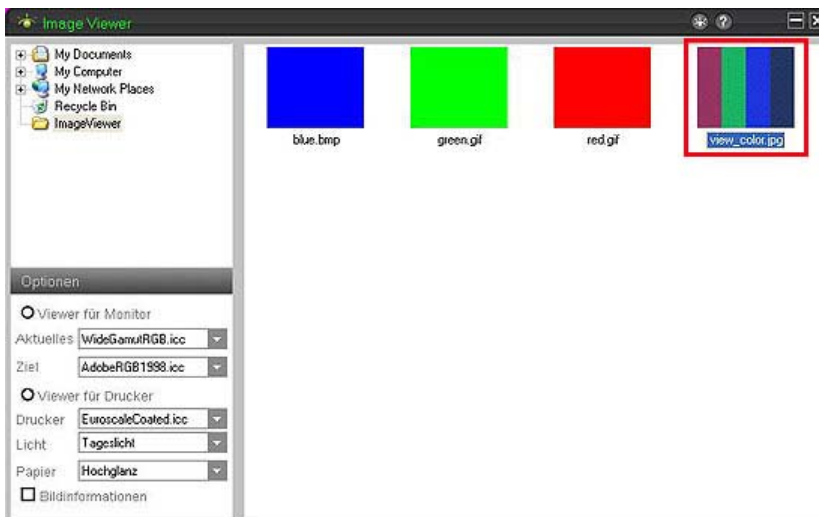 Image Viewer
My Documents
My Computer
My Network Places
Recycle Bin
ImageViewer
blue.bmp
green.gif
red.gif
view_color.jpg
Optionen
Viewer für Monitor
Aktuelles WideGamutRGB.icc
Ziel AdobeRGB1998.icc
Viewer für Drucker
Drucker EuroscaleCoated.icc
Licht Tageslicht
Papier Hochglanz
Bildinformationen